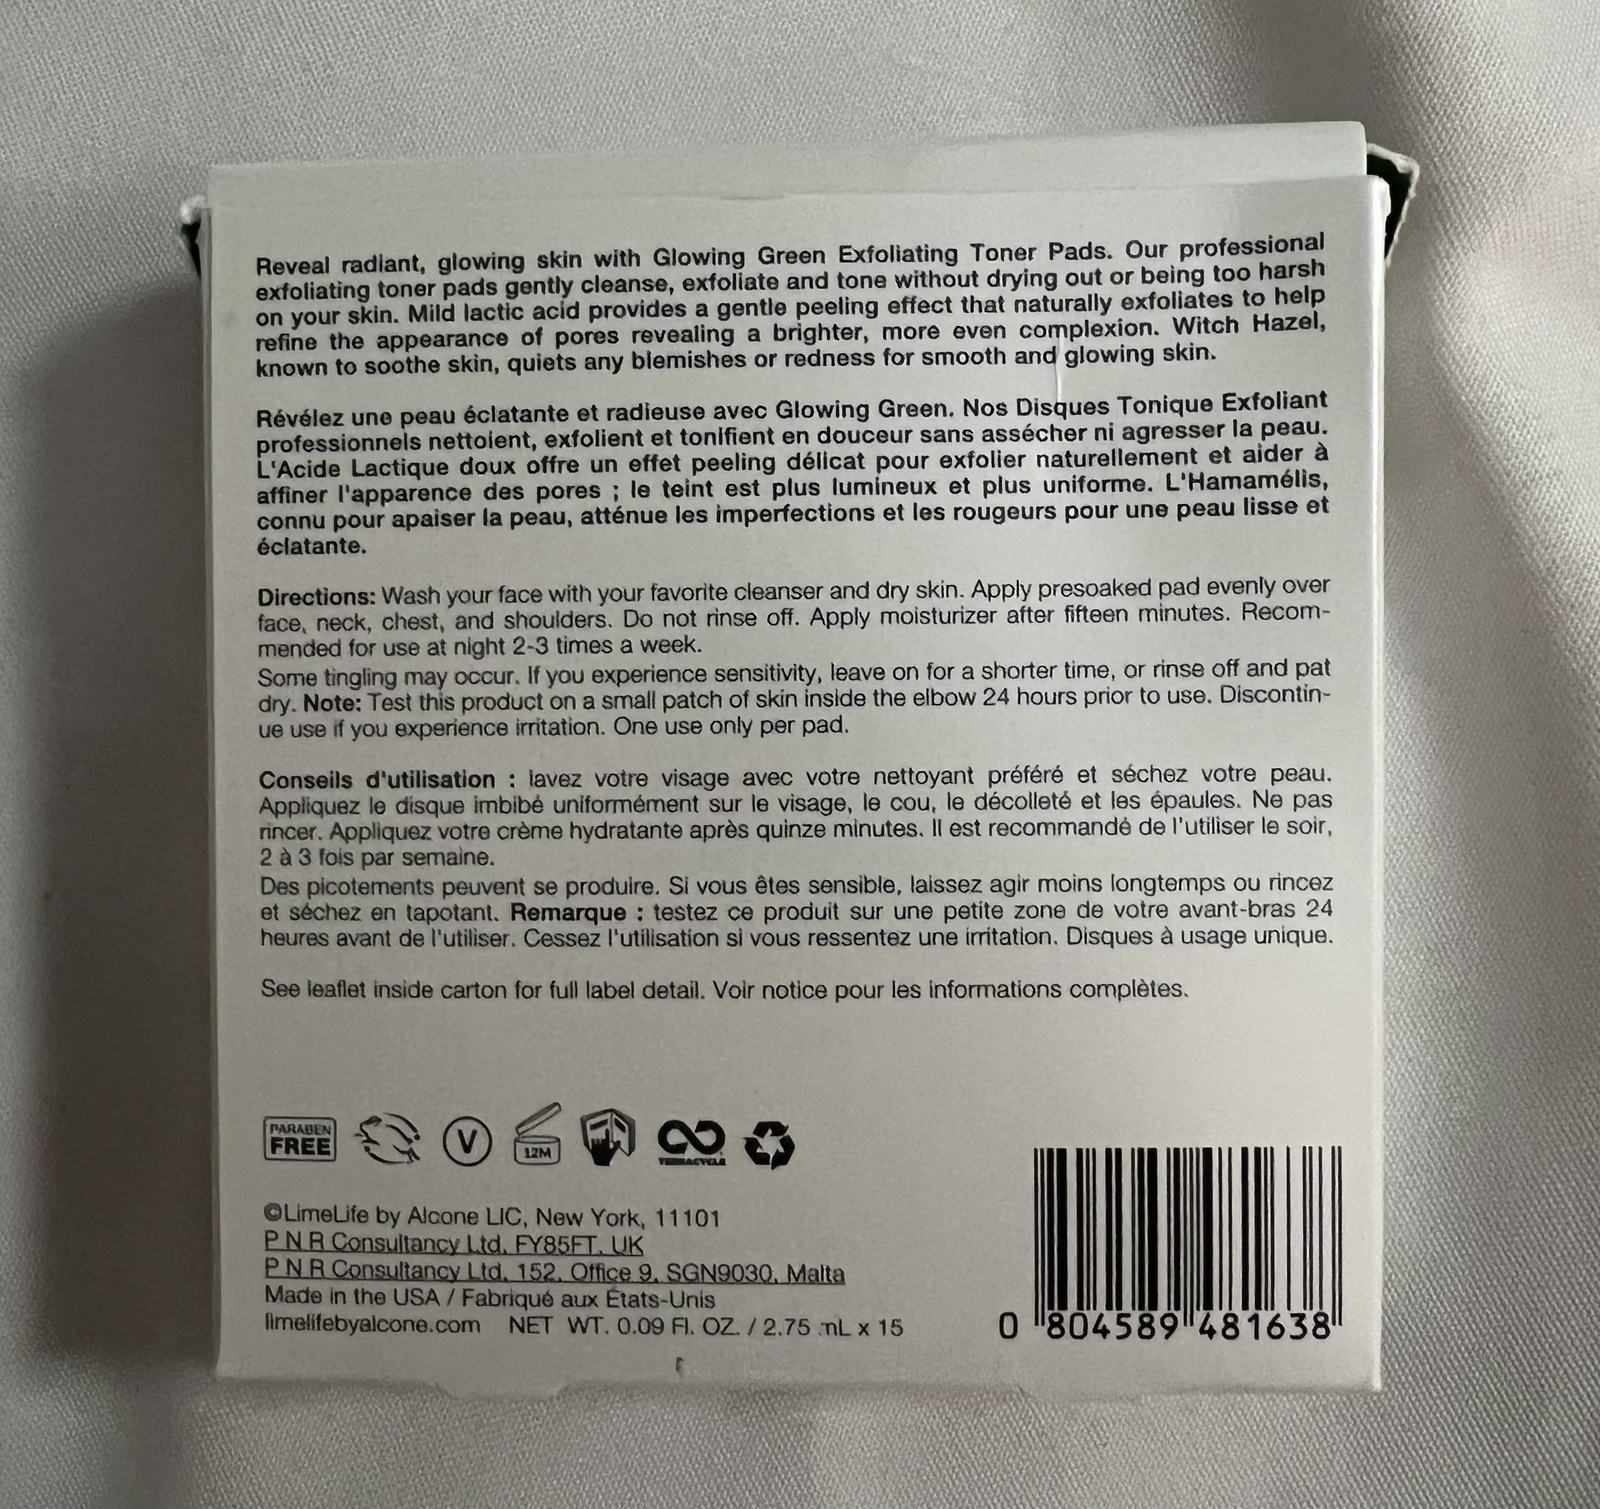 Reveal radiant, glowing skin with Glowing Green Exfoliating Toner Pads. Our professional
exfoliating toner pads gently cleanse, exfoliate and tone without drying out or being too harsh
on your skin. Mild lactic acid provides a gentle peeling effect that naturally exfoliates to help
refine the appearance of pores revealing a brighter, more even complexion. Witch Hazel,
known to soothe skin, quiets any blemishes or redness for smooth and glowing skin.
Révélez une peau éclatante et radieuse avec Glowing Green. Nos Disques Tonique Exfoliant
professionnels nettoient, exfolient et tonifient en douceur sans assécher ni agresser la peau.
L'Acide Lactique doux offre un effet peeling délicat pour exfolier naturellement et aider à
affiner l'apparence des pores ; le teint est plus lumineux et plus uniforme. L'Hamamélis,
connu pour apaiser la peau, atténue les imperfections et les rougeurs pour une peau lisse et
éclatante.
Directions: Wash your face with your favorite cleanser and dry skin. Apply presoaked pad evenly over
face, neck, chest, and shoulders. Do not rinse off. Apply moisturizer after fifteen minutes. Recom-
mended for use at night 2-3 times a week.
Some tingling may occur. If you experience sensitivity, leave on for a shorter time, or rinse off and pat
dry. Note: Test this product on a small patch of skin inside the elbow 24 hours prior to use. Discontin-
ue use if you experience irritation. One use only per pad.
Conseils d'utilisation : lavez votre visage avec votre nettoyant préféré et séchez votre peau.
Appliquez le disque imbibé uniformément sur le visage, le cou, le décolleté et les épaules. Ne pas
rincer. Appliquez votre crème hydratante après quinze minutes. Il est recommandé de l'utiliser le soir,
2 à 3 fois par semaine.
Des picotements peuvent se produire. Si vous êtes sensible, laissez agir moins longtemps ou rincez
et séchez en tapotant. Remarque : testez ce produit sur une petite zone de votre avant-bras 24
heures avant de l'utiliser. Cessez l'utilisation si vous ressentez une irritation. Disques à usage unique.
See leaflet inside carton for full label detail. Voir notice pour les informations complètes.
PARABEN
FREE
V
12M
TERRACYCLE
©LimeLife by Alcone LIC, New York, 11101
P N R Consultancy Ltd. FY85FT. UK
P N R Consultancy Ltd. 152, Office 9, SGN9030, Malta
Made in the USA / Fabriqué aux États-Unis
limelifebyalcone.com NET WT. 0.09 Fl. OZ. / 2.75 mL x 15
0 804589 481638